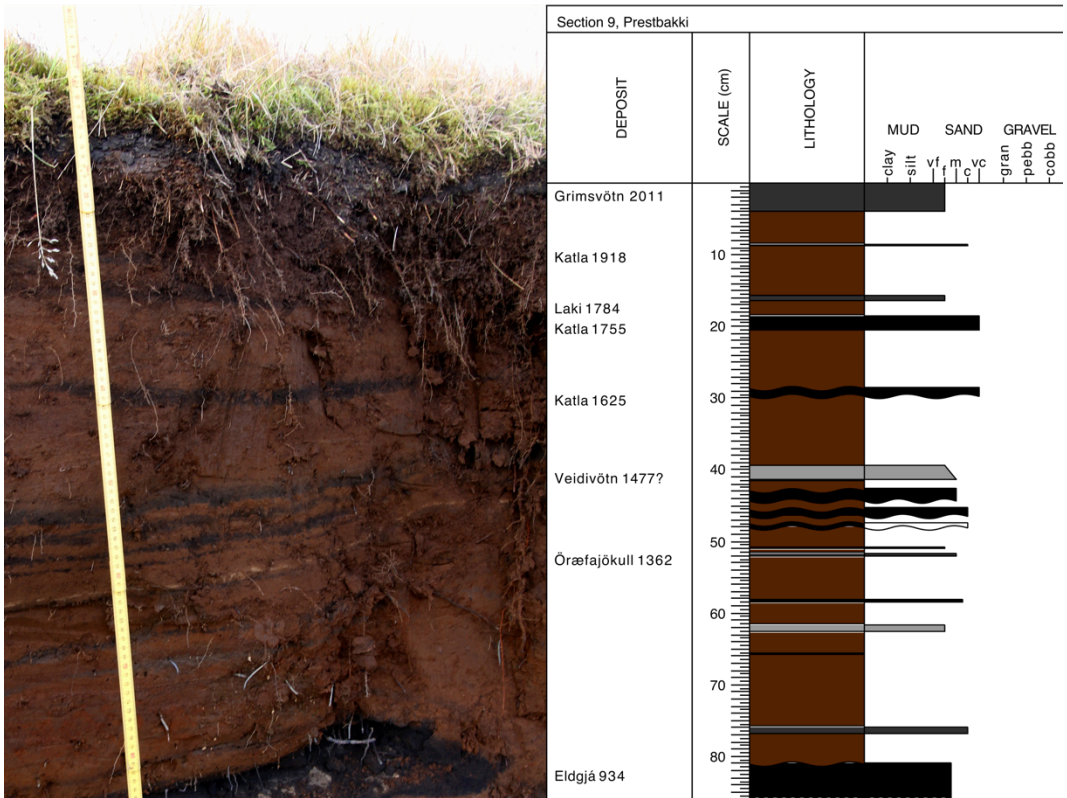 Section 9, Prestbakki
DEPOSIT
SCALE (cm)
LITHOLOGY
MUD SAND GRAVEL
clay silt vf f m c vc gran pebb cobb
Grimsvötn 2011
Katla 1918
10
Laki 1784
Katla 1755
20
Katla 1625
30
40
Veidivötn 1477?
50
Öræfajökull 1362
60
70
80
Eldgjá 934